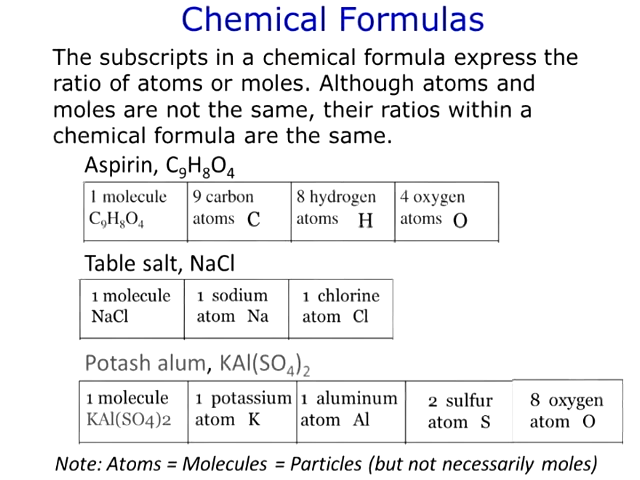 Chemical Formulas
The subscripts in a chemical formula express the
ratio of atoms or moles. Although atoms and
moles are not the same, their ratios within a
chemical formula are the same.
Aspirin, C₉H₈O₄
1 molecule 9 carbon 8 hydrogen 4 oxygen
C₉H₈O₄ atoms C atoms H atoms O
Table salt, NaCl
1 molecule 1 sodium 1 chlorine
NaCl atom Na atom Cl
Potash alum, KAl(SO₄)₂
1 molecule 1 potassium 1 aluminum 2 sulfur 8 oxygen
KAl(SO4)2 atom K atom Al atom S atom O
Note: Atoms = Molecules = Particles (but not necessarily moles)